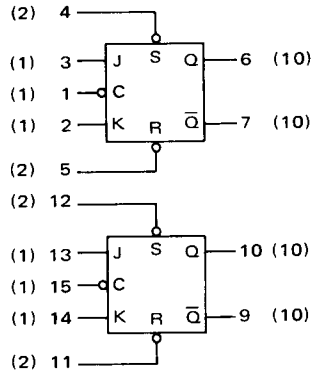 (2) 4
S
(1) 3 J Q 6 (10)
(1) 1 C
(1) 2 K Q̅ 7 (10)
R
(2) 5
(2) 12
S
(1) 13 J Q 10 (10)
(1) 15 C
(1) 14 K Q̅ 9 (10)
R
(2) 11